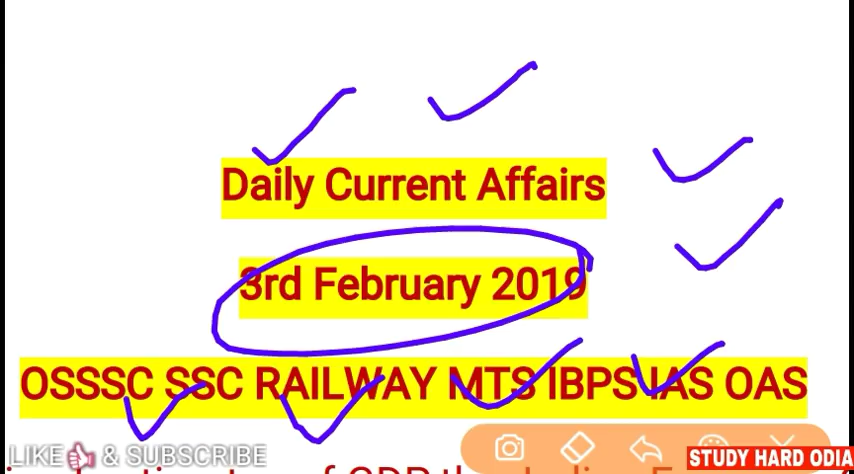 Daily Current Affairs
3rd February 2019
OSSSC SSC RAILWAY MTS IBPS IAS OAS
LIKE & SUBSCRIBE
STUDY HARD ODIA